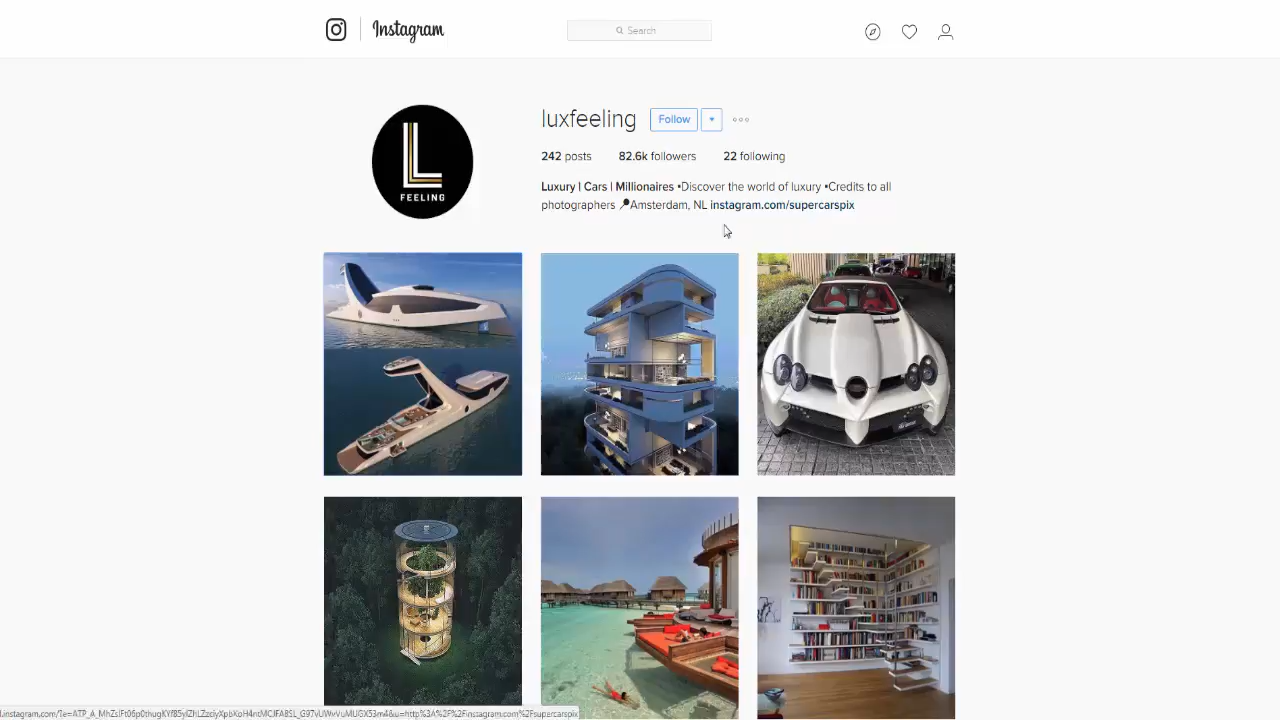 Instagram
Search
FEELING
luxfeeling Follow
242 posts 82.6k followers 22 following
Luxury | Cars | Millionaires •Discover the world of luxury •Credits to all
photographers 📍Amsterdam, NL instagram.com/supercarspix